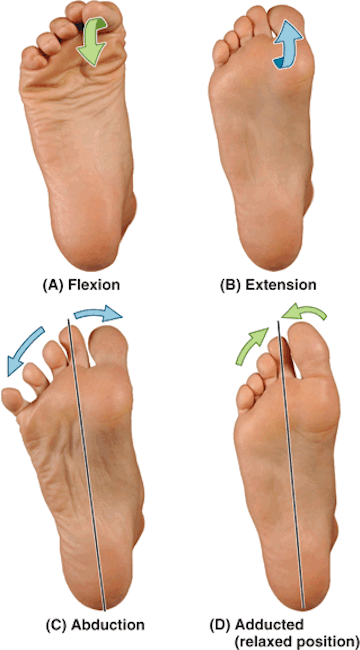 (A) Flexion
(B) Extension
(C) Abduction
(D) Adducted
(relaxed position)